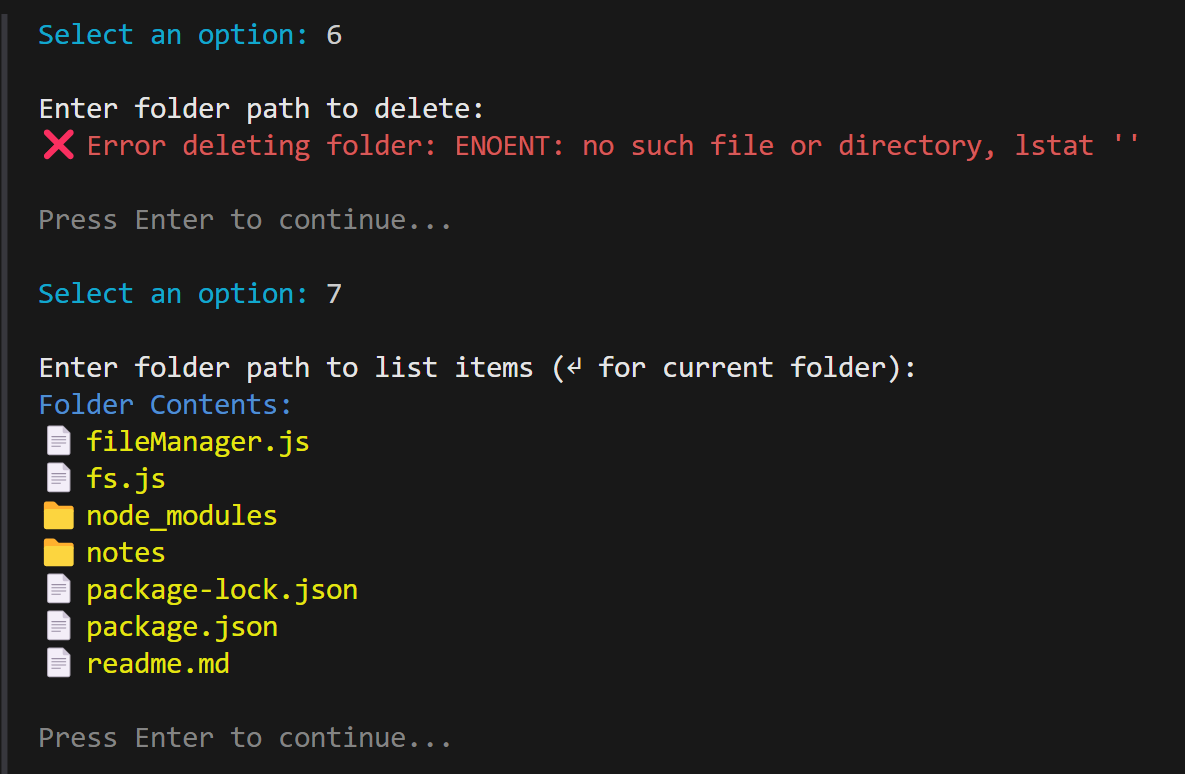 Select an option: 6
Enter folder path to delete:
❌ Error deleting folder: ENOENT: no such file or directory, lstat ''
Press Enter to continue...
Select an option: 7
Enter folder path to list items (↲ for current folder):
Folder Contents:
📄 fileManager.js
📄 fs.js
📁 node_modules
📁 notes
📄 package-lock.json
📄 package.json
📄 readme.md
Press Enter to continue...